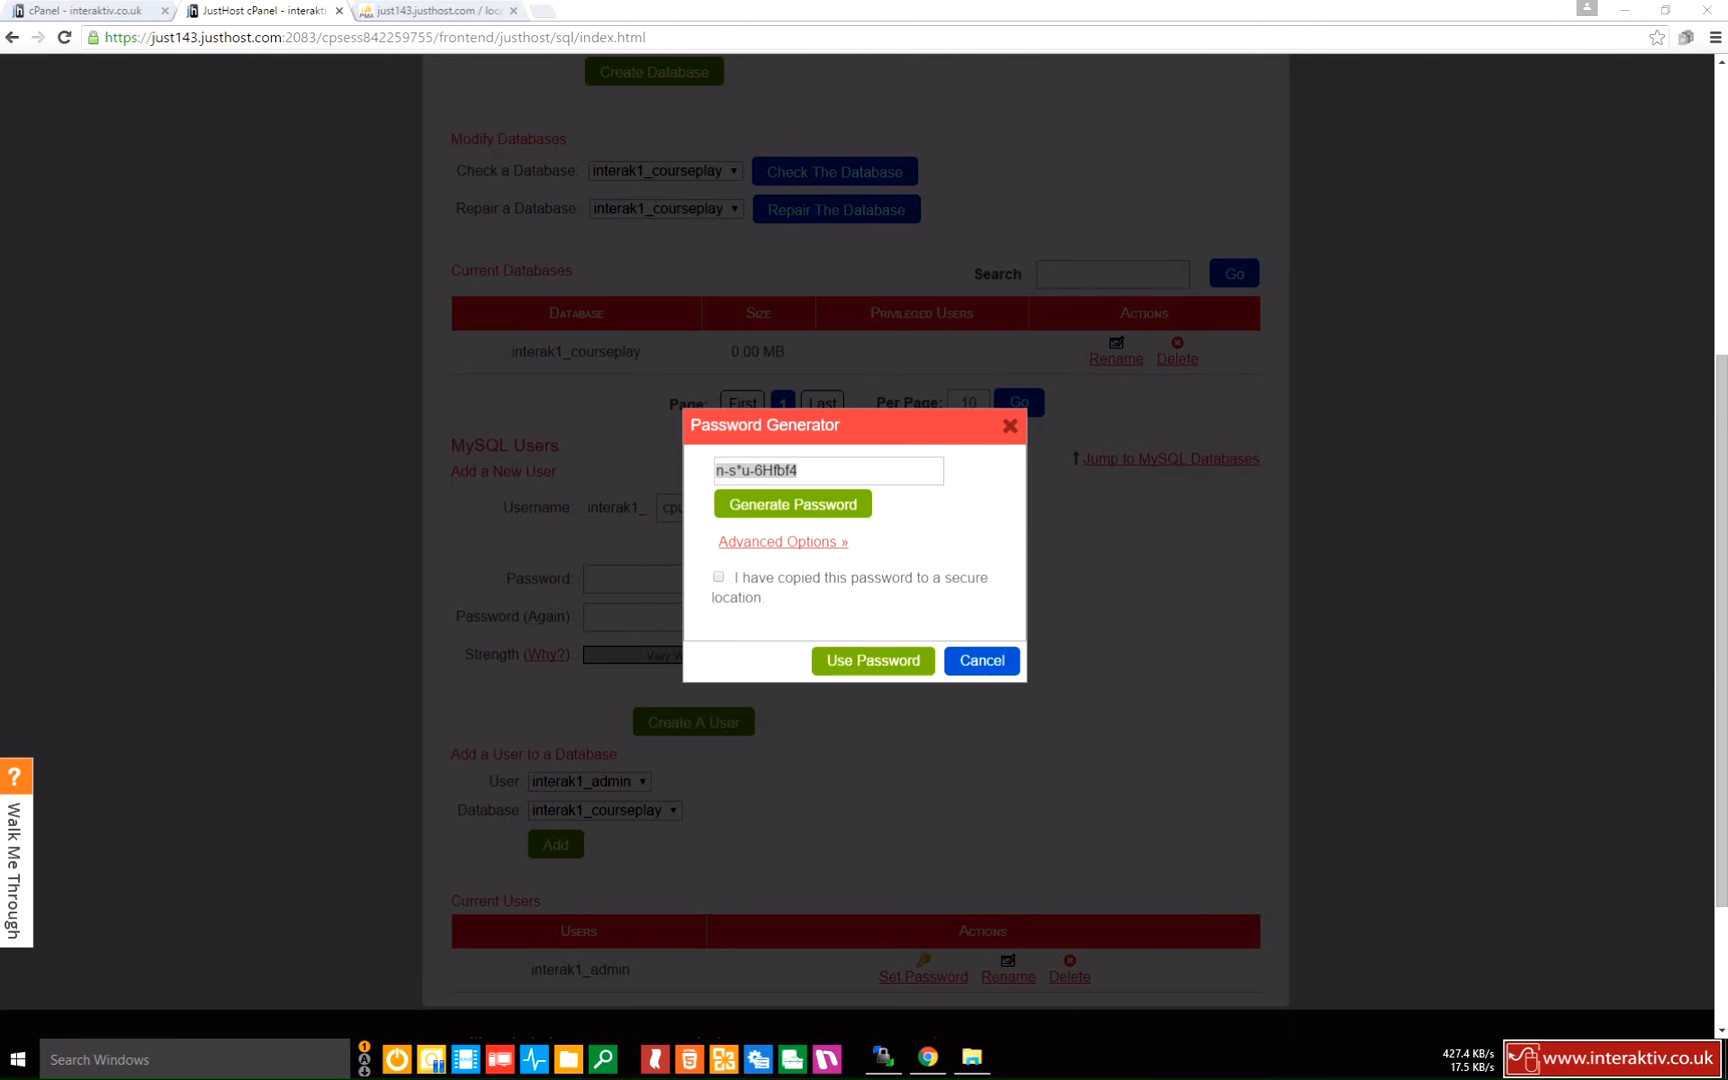 cPanel - interaktiv.co.uk
JustHost cPanel - interakti
just143.justhost.com / loca
https://just143.justhost.com:2083/cpsess842259755/frontend/justhost/sql/index.html
Create Database
Modify Databases
Check a Database: interak1_courseplay Check The Database
Repair a Database: interak1_courseplay Repair The Database
Current Databases Search Go
Database Size Privileged Users Actions
interak1_courseplay 0.00 MB Rename Delete
Page: First 1 Last Per Page: 10 Go
Password Generator
MySQL Users
Jump to MySQL Databases
Add a New User
n-s*u-6Hfbf4
Generate Password
Username: interak1_
Advanced Options »
Password:
I have copied this password to a secure
location.
Password (Again):
Strength (Why?): Very
Use Password Cancel
Create A User
Add a User to a Database
User: interak1_admin
Database: interak1_courseplay
Add
Current Users
Users Actions
interak1_admin Set Password Rename Delete
? Walk Me Through
Search Windows
427.4 KB/s
17.5 KB/s
www.interaktiv.co.uk